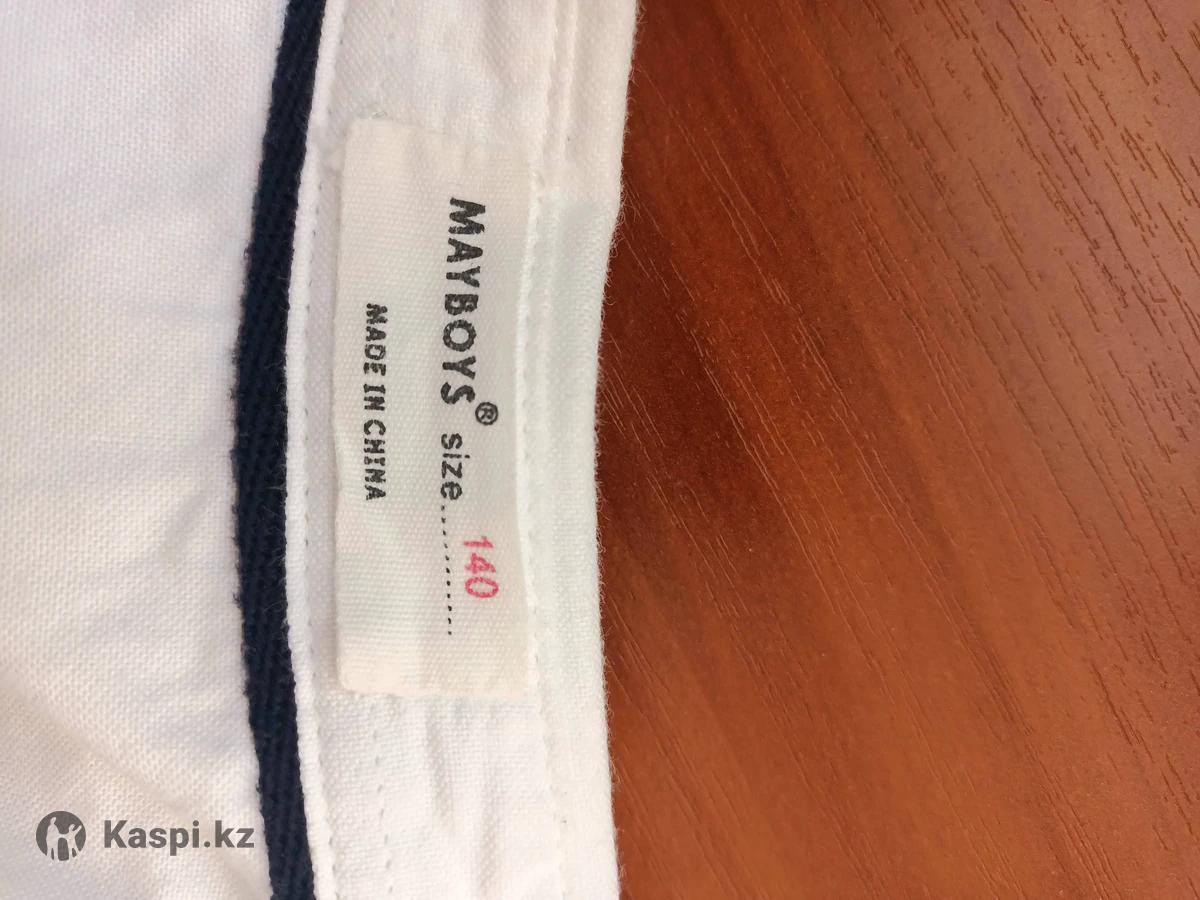 MAYBOYS® size............ 140
MADE IN CHINA
Kaspi.kz